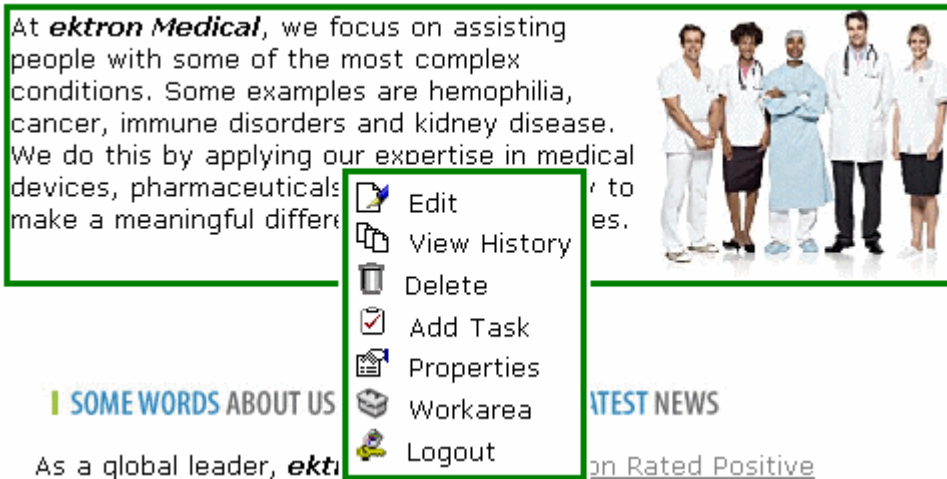 At ektron Medical, we focus on assisting
people with some of the most complex
conditions. Some examples are hemophilia,
cancer, immune disorders and kidney disease.
We do this by applying our expertise in medical
devices, pharmaceuticals to
make a meaningful
Edit
View History
Delete
Add Task
Properties
Workarea
Logout
SOME WORDS ABOUT US NEWS
As a global leader, Rated Positive